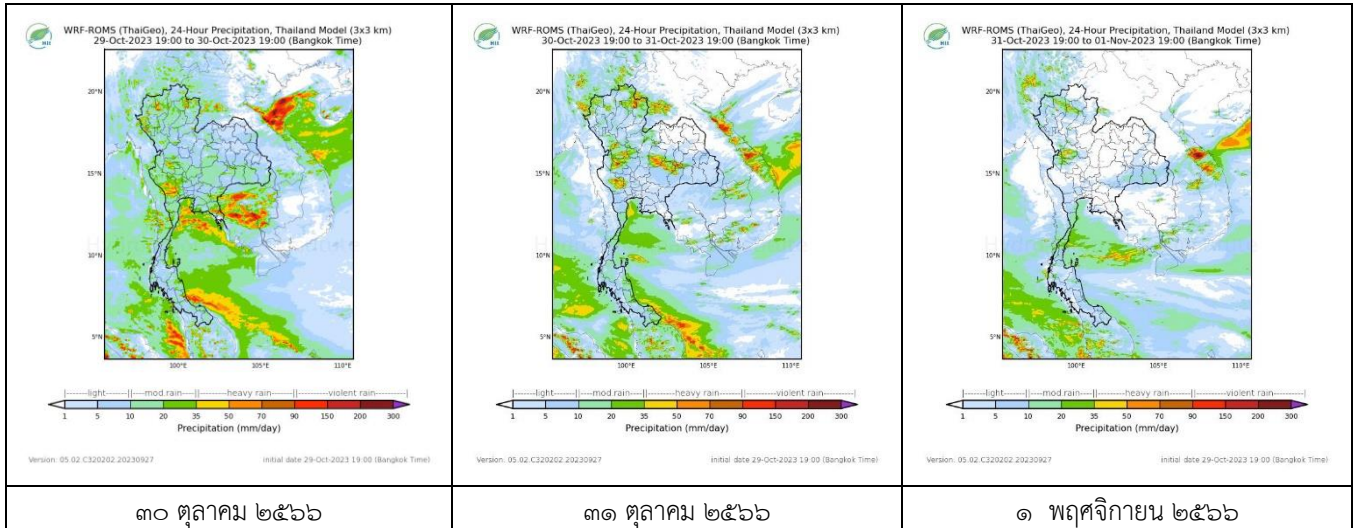 HII
WRF-ROMS (ThaiGeo), 24-Hour Precipitation, Thailand Model (3x3 km)
29-Oct-2023 19:00 to 30-Oct-2023 19:00 (Bangkok Time)
20°N
15°N
10°N
5°N
100°E 105°E 110°E
light mod rain heavy rain violent rain
1 5 10 20 35 50 70 90 150 200 300
Precipitation (mm/day)
Version: 05.02.C320202.20230927 initial date 29-Oct-2023 19:00 (Bangkok Time)
๓๐ ตุลาคม ๒๕๖๖
HII
WRF-ROMS (ThaiGeo), 24-Hour Precipitation, Thailand Model (3x3 km)
30-Oct-2023 19:00 to 31-Oct-2023 19:00 (Bangkok Time)
20°N
15°N
10°N
5°N
100°E 105°E 110°E
light mod rain heavy rain violent rain
1 5 10 20 35 50 70 90 150 200 300
Precipitation (mm/day)
Version: 05.02.C320202.20230927 initial date 29-Oct-2023 19:00 (Bangkok Time)
๓๑ ตุลาคม ๒๕๖๖
HII
WRF-ROMS (ThaiGeo), 24-Hour Precipitation, Thailand Model (3x3 km)
31-Oct-2023 19:00 to 01-Nov-2023 19:00 (Bangkok Time)
20°N
15°N
10°N
5°N
100°E 105°E 110°E
light mod rain heavy rain violent rain
1 5 10 20 35 50 70 90 150 200 300
Precipitation (mm/day)
Version: 05.02.C320202.20230927 initial date 29-Oct-2023 19:00 (Bangkok Time)
๑ พฤศจิกายน ๒๕๖๖